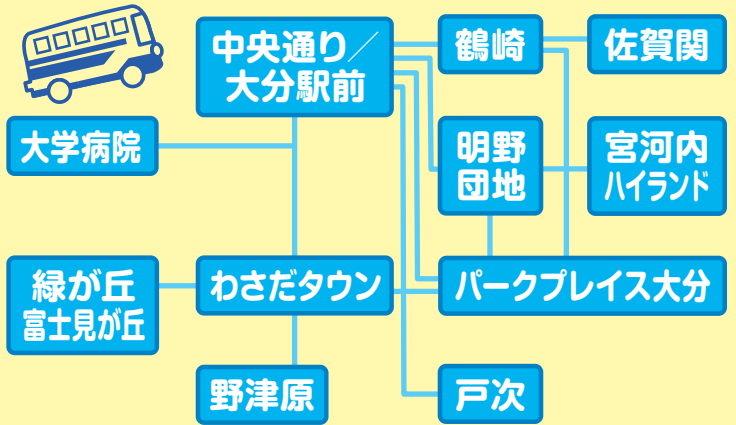 中央通り／
大分駅前
鶴崎
佐賀関
大学病院
明野
団地
宮河内
ハイランド
緑が丘
富士見が丘
わさだタウン
パークプレイス大分
野津原
戸次